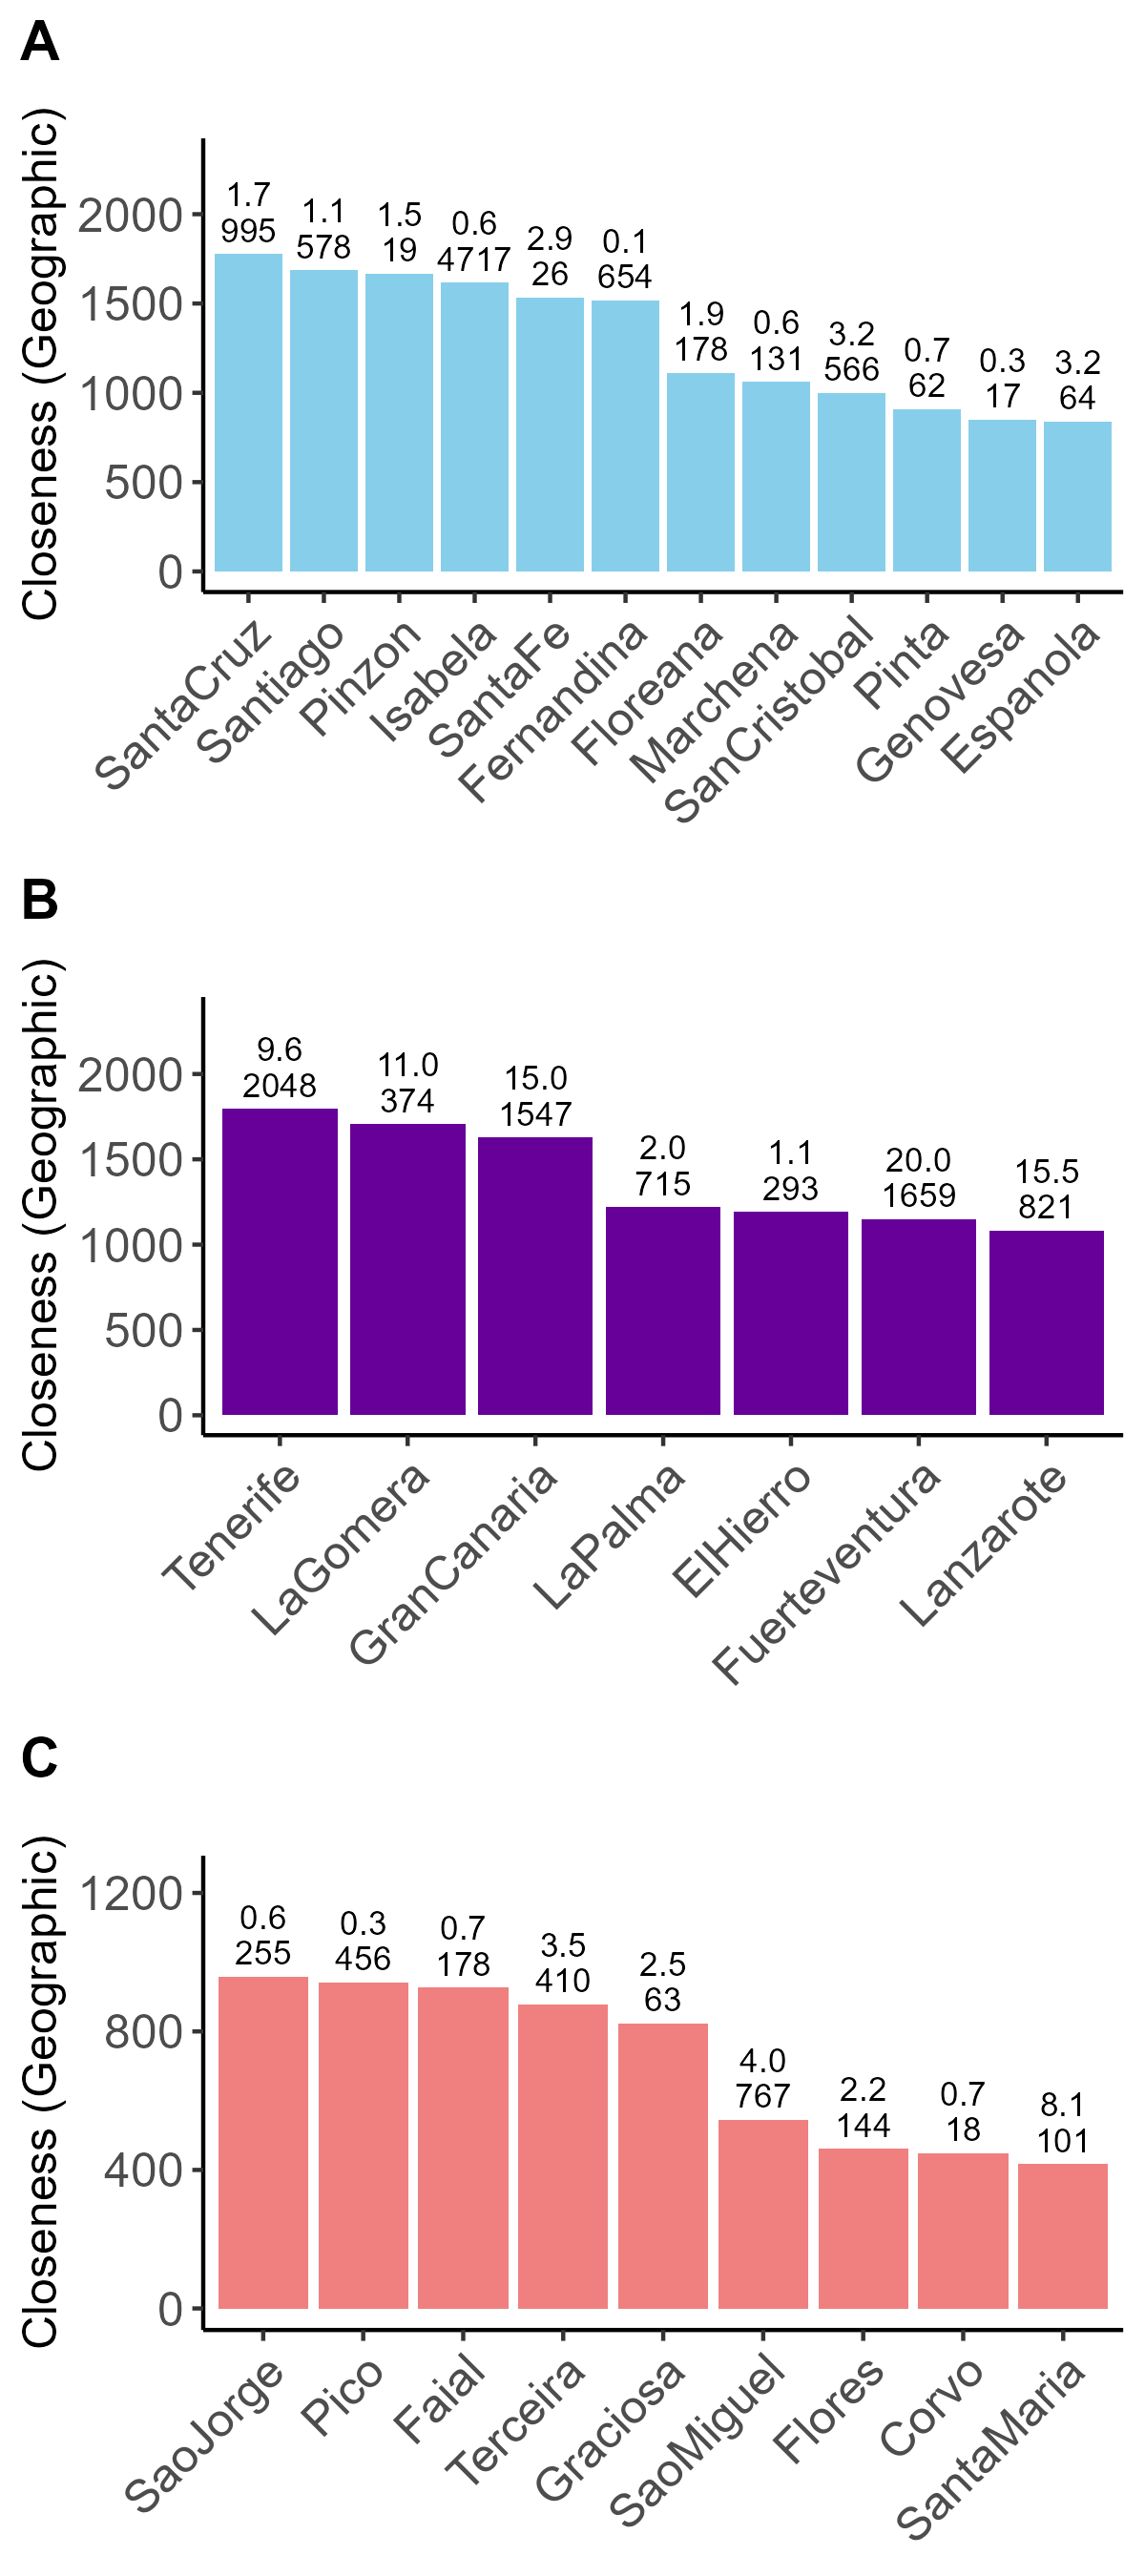 A
Closeness (Geographic)
2000
1500
1000
500
0
1.7
995
1.1
578
1.5
19
0.6
4717
2.9
26
0.1
654
1.9
178
0.6
131
3.2
566
0.7
62
0.3
17
3.2
64
SantaCruz
Santiago
Pinzon
Isabela
SantaFe
Fernandina
Floreana
Marchena
SanCristobal
Pinta
Genovesa
Espanola
B
Closeness (Geographic)
2000
1500
1000
500
0
9.6
2048
11.0
374
15.0
1547
2.0
715
1.1
293
20.0
1659
15.5
821
Tenerife
LaGomera
GranCanaria
LaPalma
ElHierro
Fuerteventura
Lanzarote
C
Closeness (Geographic)
1200
800
400
0
0.6
255
0.3
456
0.7
178
3.5
410
2.5
63
4.0
767
2.2
144
0.7
18
8.1
101
SaoJorge
Pico
Faial
Terceira
Graciosa
SaoMiguel
Flores
Corvo
SantaMaria